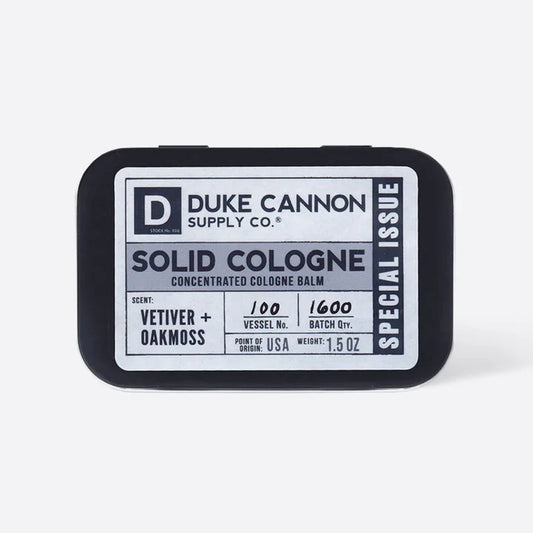 D
DUKE CANNON
SUPPLY CO.®
SOLID COLOGNE
CONCENTRATED COLOGNE BALM
SCENT:
VETIVER +
OAKMOSS
100
VESSEL No.
1600
BATCH QTY.
POINT OF
ORIGIN: USA
WEIGHT: 1.5 OZ
SPECIAL ISSUE